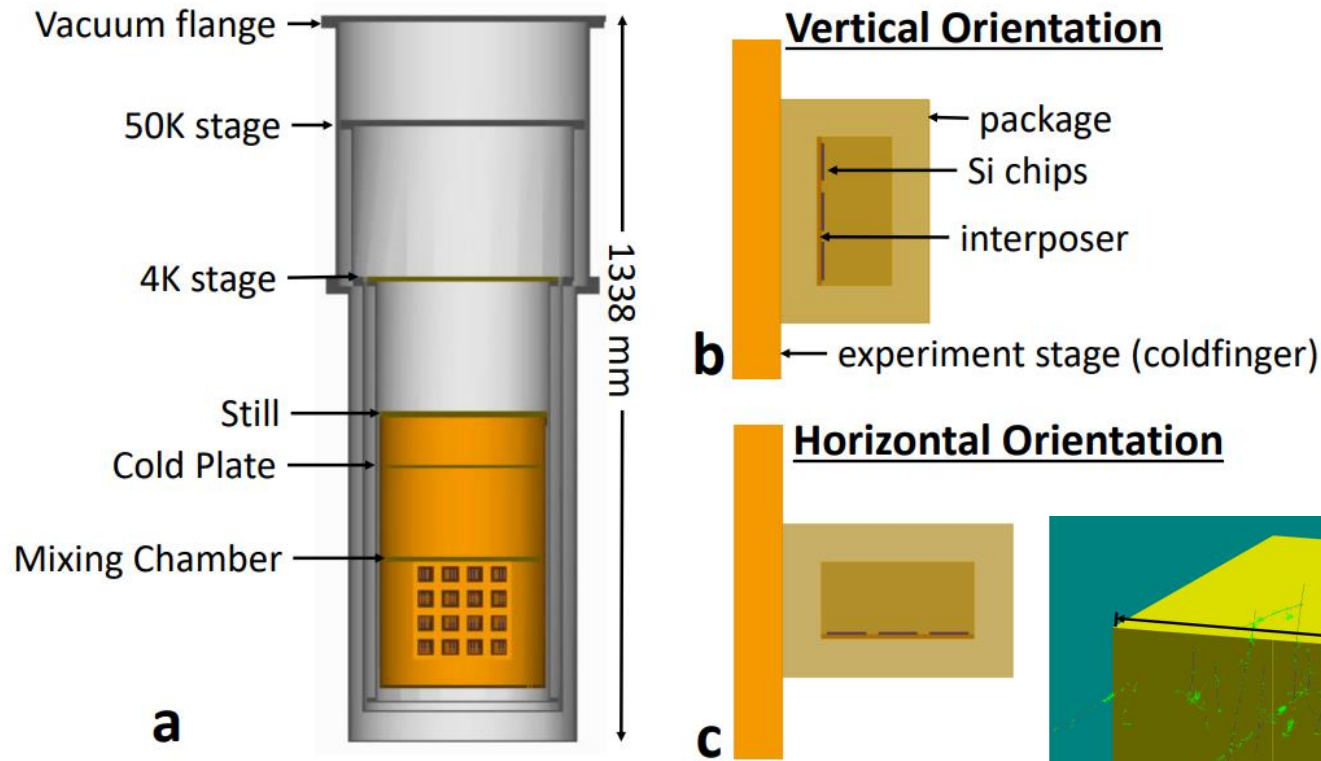 Vacuum flange
50K stage
4K stage
Still
Cold Plate
Mixing Chamber
1338 mm
a
Vertical Orientation
package
Si chips
interposer
b
experiment stage (coldfinger)
Horizontal Orientation
c